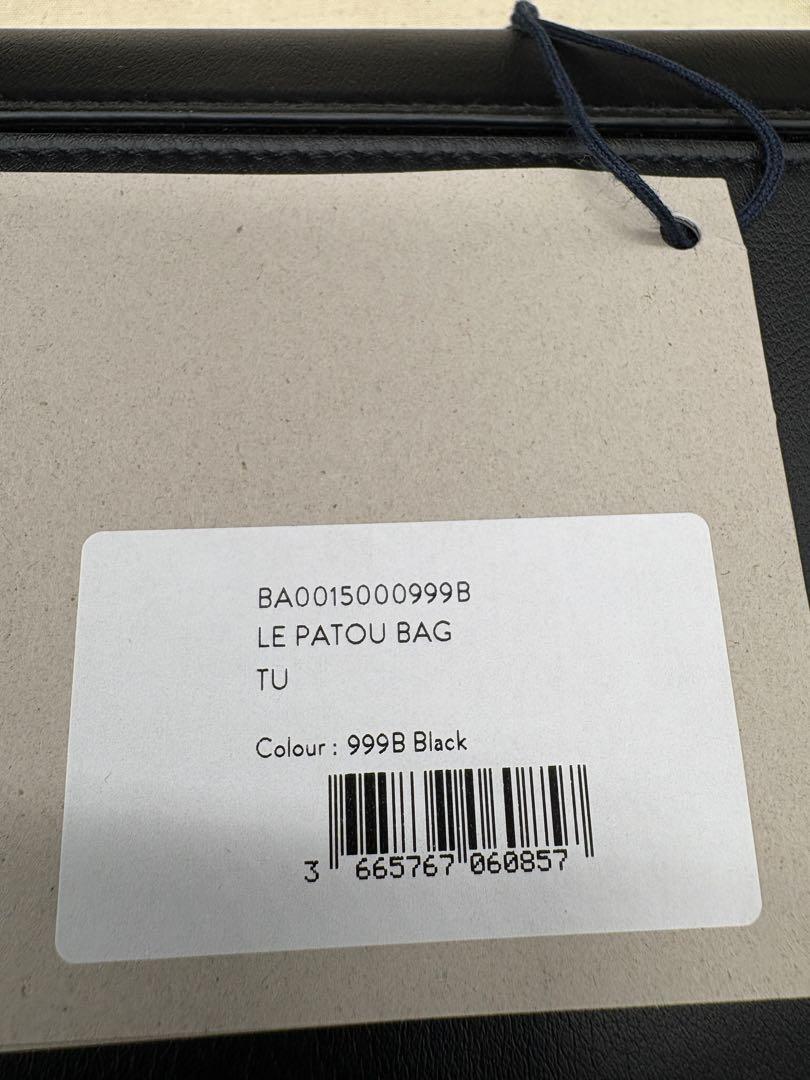 BA0015000999B
LE PATOU BAG
TU
Colour : 999B Black
3 665767 060857